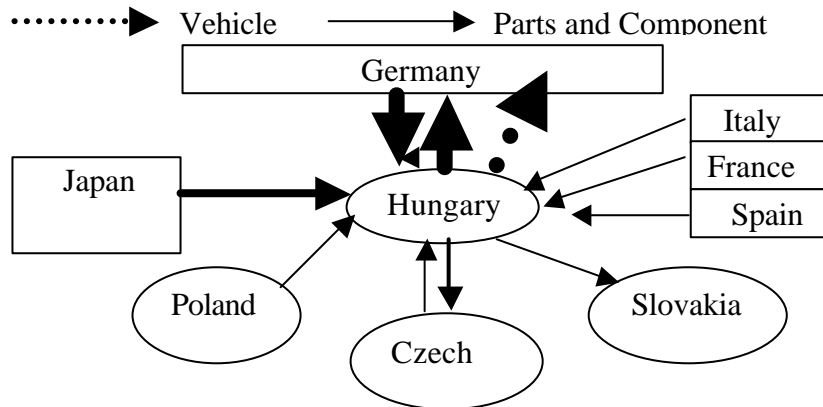 Vehicle
Parts and Component
Germany
Italy
Japan
France
Hungary
Spain
Poland
Slovakia
Czech